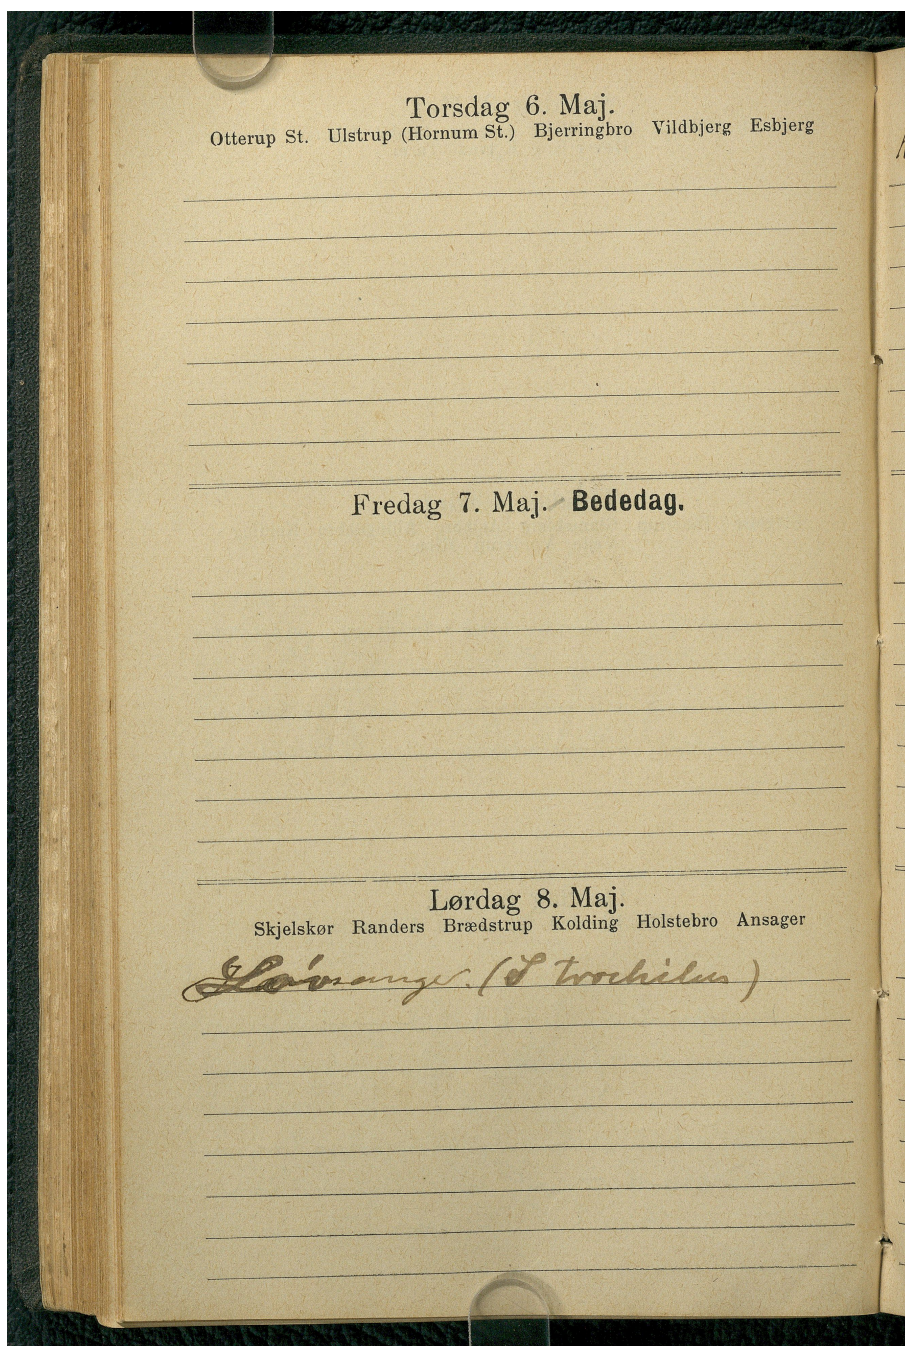 Torsdag 6. Maj.
Otterup St. Ulstrup (Hornum St.) Bjerringbro Vildbjerg Esbjerg
Fredag 7. Maj. Bededag.
Lørdag 8. Maj.
Skjelskør Randers Brædstrup Kolding Holstebro Ansager
Løvsanger. (S trochilus)